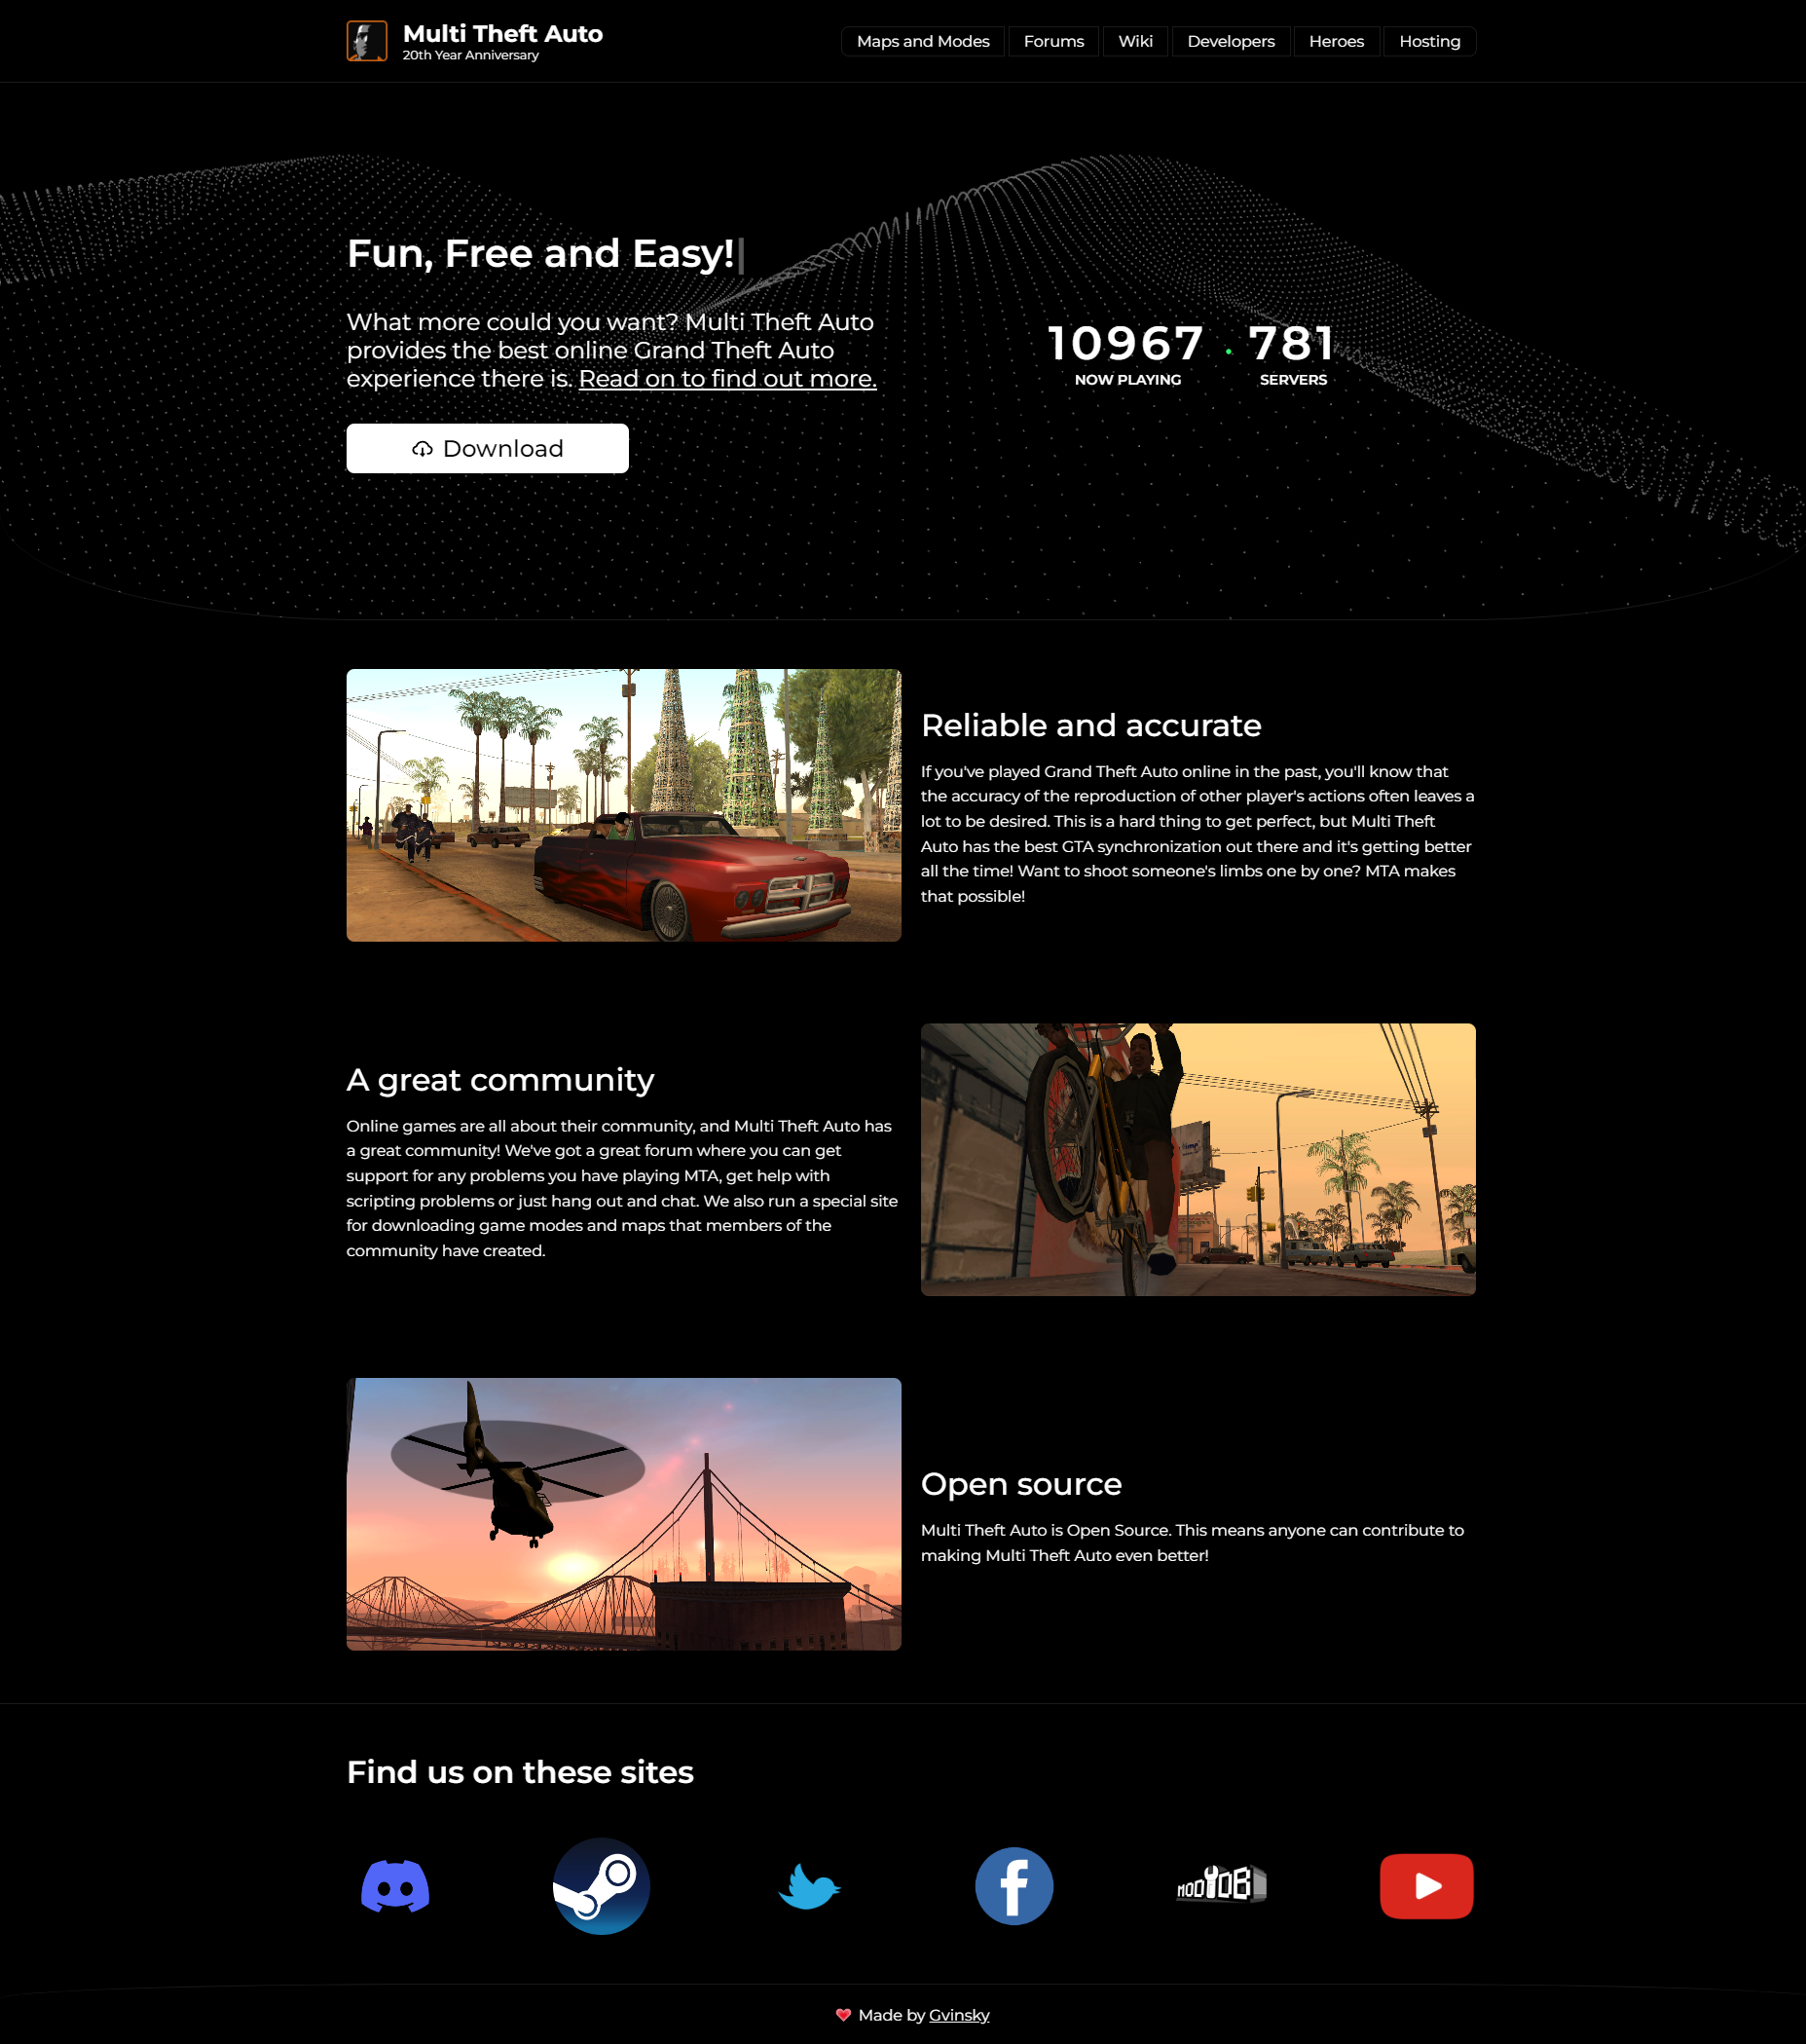 Multi Theft Auto
20th Year Anniversary
Maps and Modes
Forums
Wiki
Developers
Heroes
Hosting
Fun, Free and Easy!|
What more could you want? Multi Theft Auto
provides the best online Grand Theft Auto
experience there is. Read on to find out more.
Download
10967
NOW PLAYING
781
SERVERS
Reliable and accurate
If you've played Grand Theft Auto online in the past, you'll know that
the accuracy of the reproduction of other player's actions often leaves a
lot to be desired. This is a hard thing to get perfect, but Multi Theft
Auto has the best GTA synchronization out there and it's getting better
all the time! Want to shoot someone's limbs one by one? MTA makes
that possible!
A great community
Online games are all about their community, and Multi Theft Auto has
a great community! We've got a great forum where you can get
support for any problems you have playing MTA, get help with
scripting problems or just hang out and chat. We also run a special site
for downloading game modes and maps that members of the
community have created.
Open source
Multi Theft Auto is Open Source. This means anyone can contribute to
making Multi Theft Auto even better!
Find us on these sites
MODDB
Made by Gvinsky